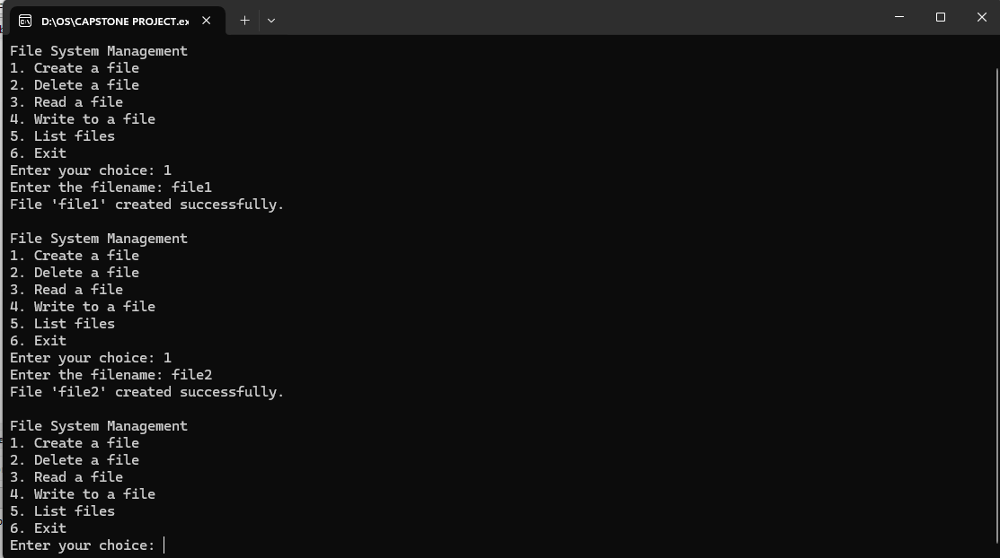 D:\OS\CAPSTONE PROJECT.ex
File System Management
1. Create a file
2. Delete a file
3. Read a file
4. Write to a file
5. List files
6. Exit
Enter your choice: 1
Enter the filename: file1
File 'file1' created successfully.
File System Management
1. Create a file
2. Delete a file
3. Read a file
4. Write to a file
5. List files
6. Exit
Enter your choice: 1
Enter the filename: file2
File 'file2' created successfully.
File System Management
1. Create a file
2. Delete a file
3. Read a file
4. Write to a file
5. List files
6. Exit
Enter your choice: